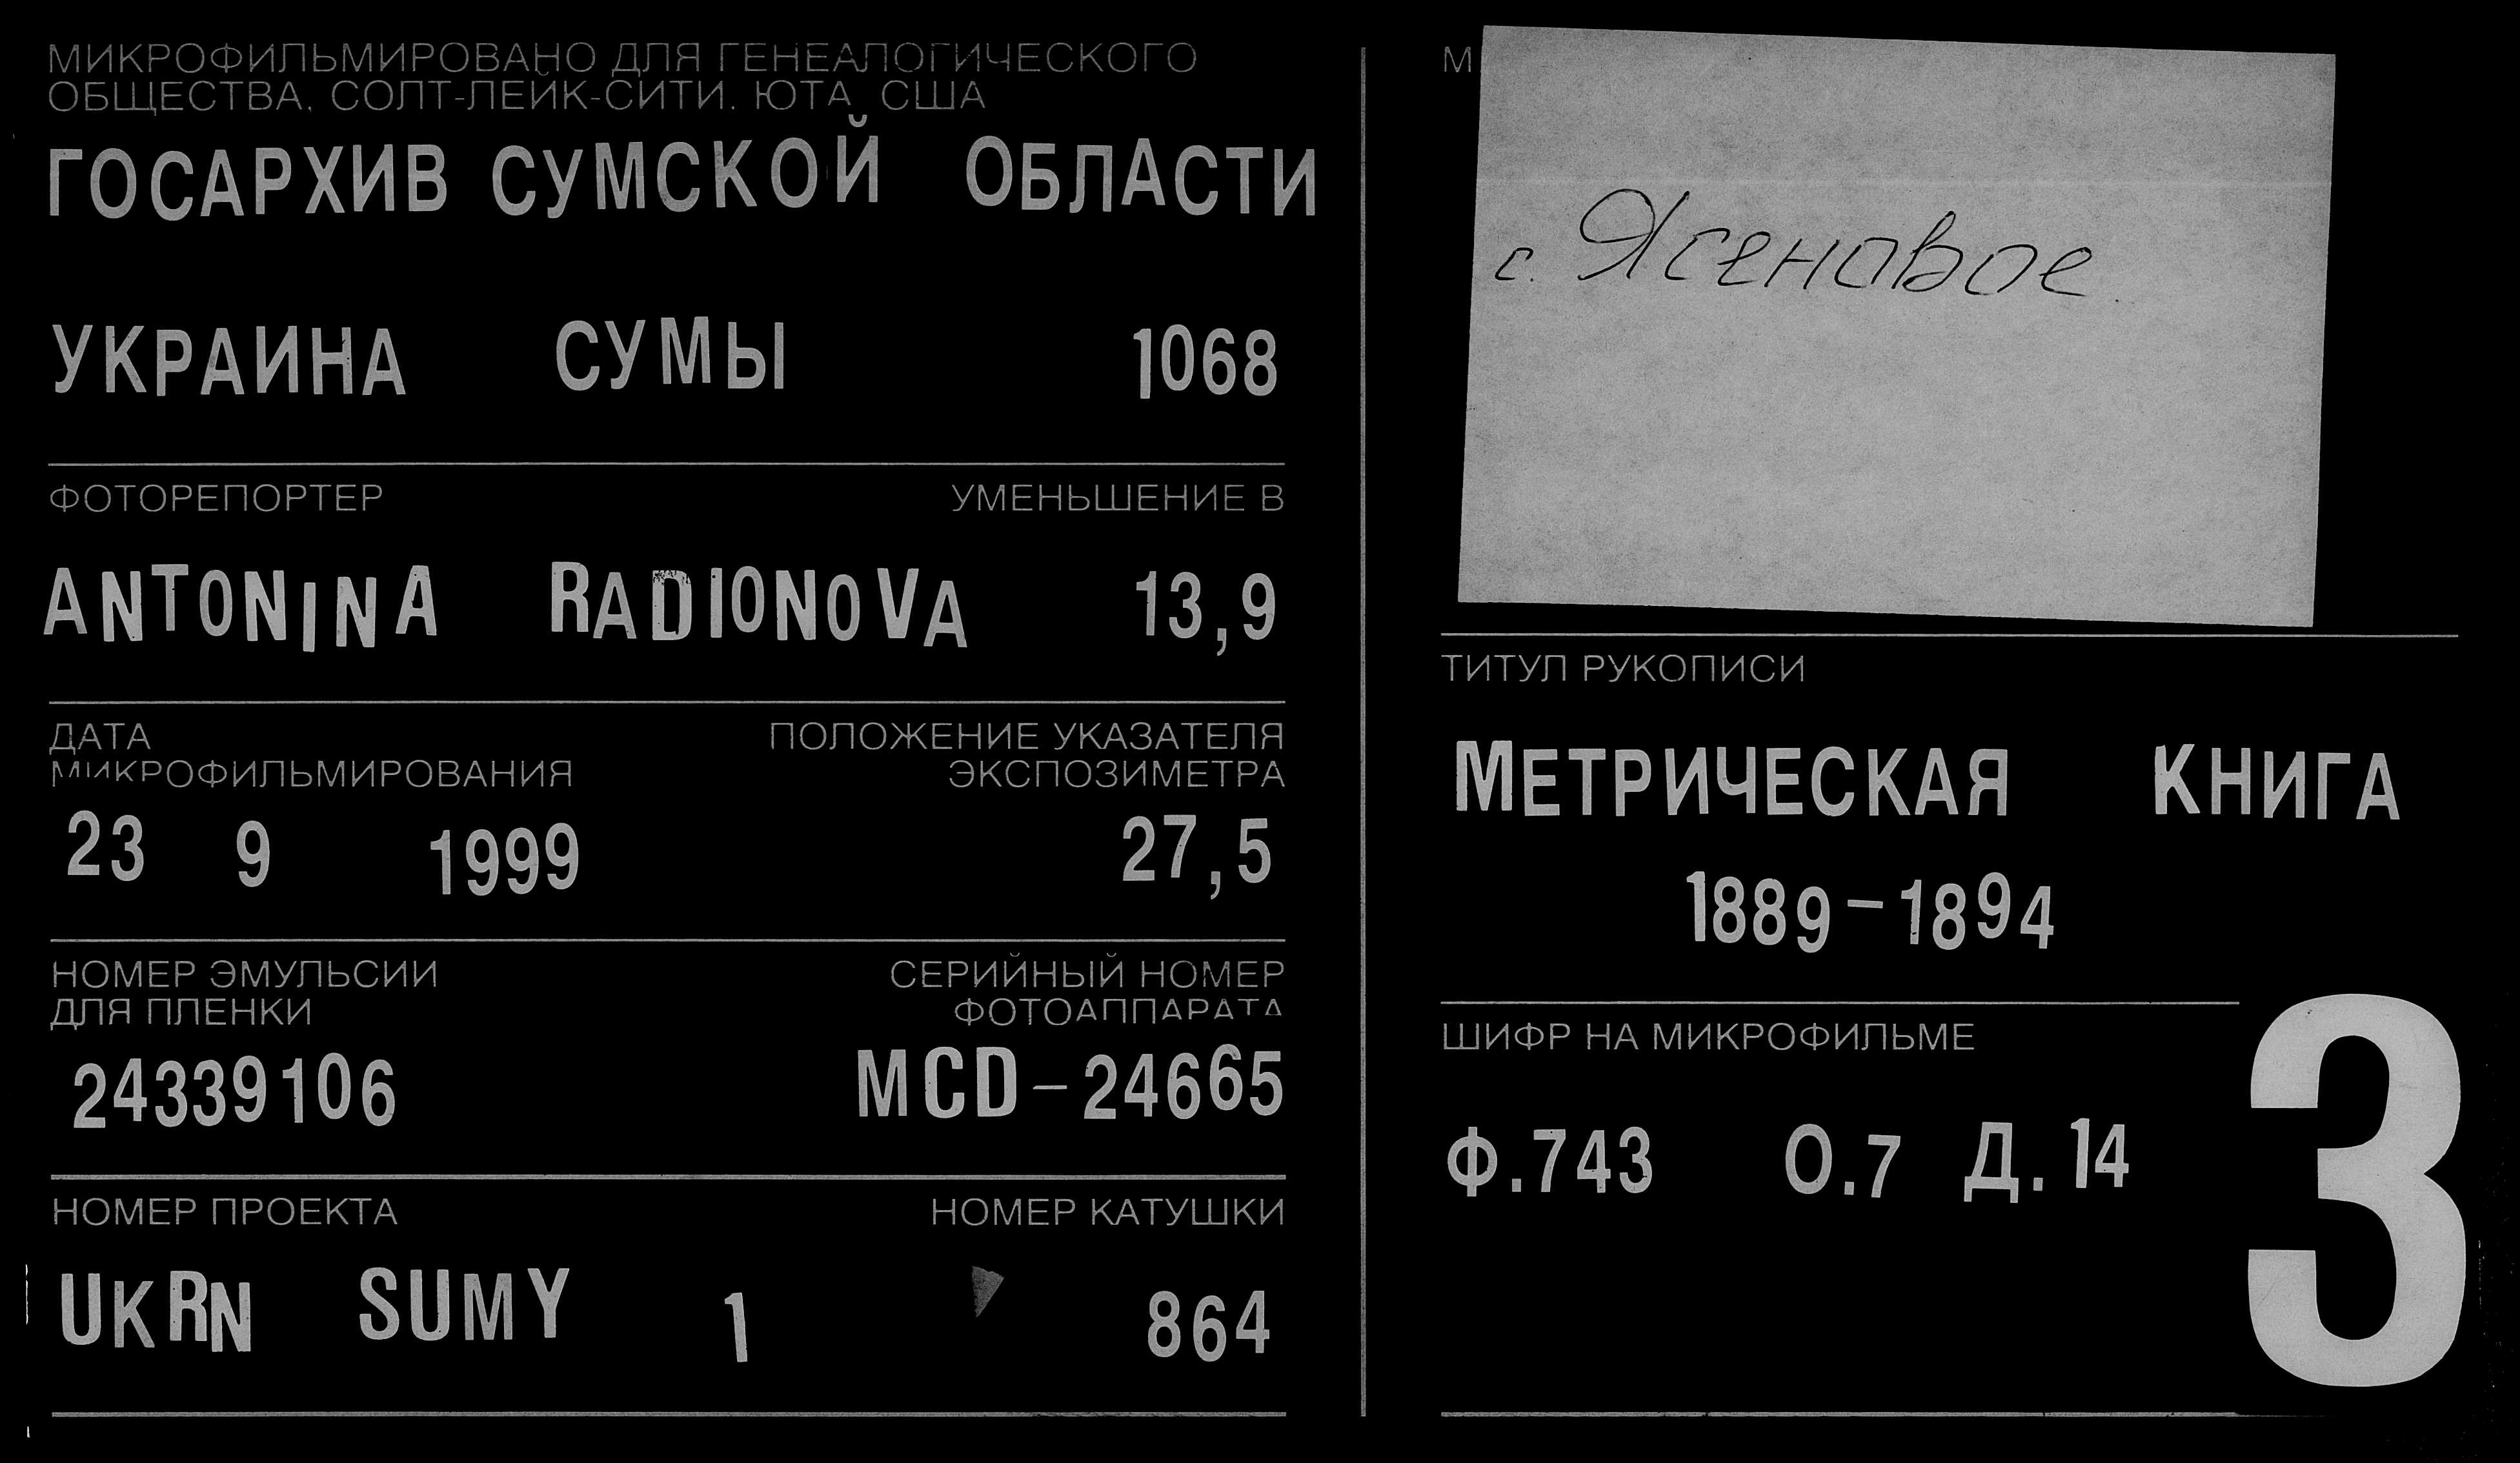 МИКРОФИЛЬМИРОВАНО ДЛЯ ГЕНЕАЛОГИЧЕСКОГО
ОБЩЕСТВА, СОЛТ-ЛЕЙК-СИТИ, ЮТА, США
ГОСАРХИВ СУМСКОЙ ОБЛАСТИ
УКРАИНА СУМЫ 1068
ФОТОРЕПОРТЕР УМЕНЬШЕНИЕ В
ANTONINA RADIONOVA 13,9
ДАТА ПОЛОЖЕНИЕ УКАЗАТЕЛЯ
МИКРОФИЛЬМИРОВАНИЯ ЭКСПОЗИМЕТРА
23 9 1999 27,5
НОМЕР ЭМУЛЬСИИ СЕРИЙНЫЙ НОМЕР
ДЛЯ ПЛЕНКИ ФОТОАППАРАТА
24339106 MCD-24665
НОМЕР ПРОЕКТА НОМЕР КАТУШКИ
UKRN SUMY 1 864
М
с. Ясеновое
ТИТУЛ РУКОПИСИ
МЕТРИЧЕСКАЯ КНИГА
1889-1894
ШИФР НА МИКРОФИЛЬМЕ
Ф.743 О.7 Д.14
3